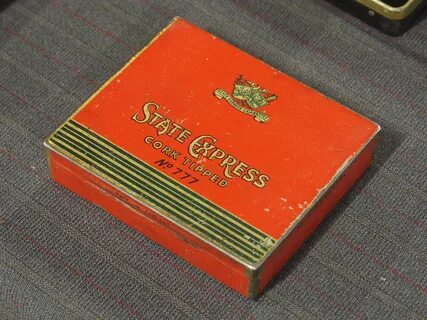 STATE EXPRESS
CORK TIPPED
No 777